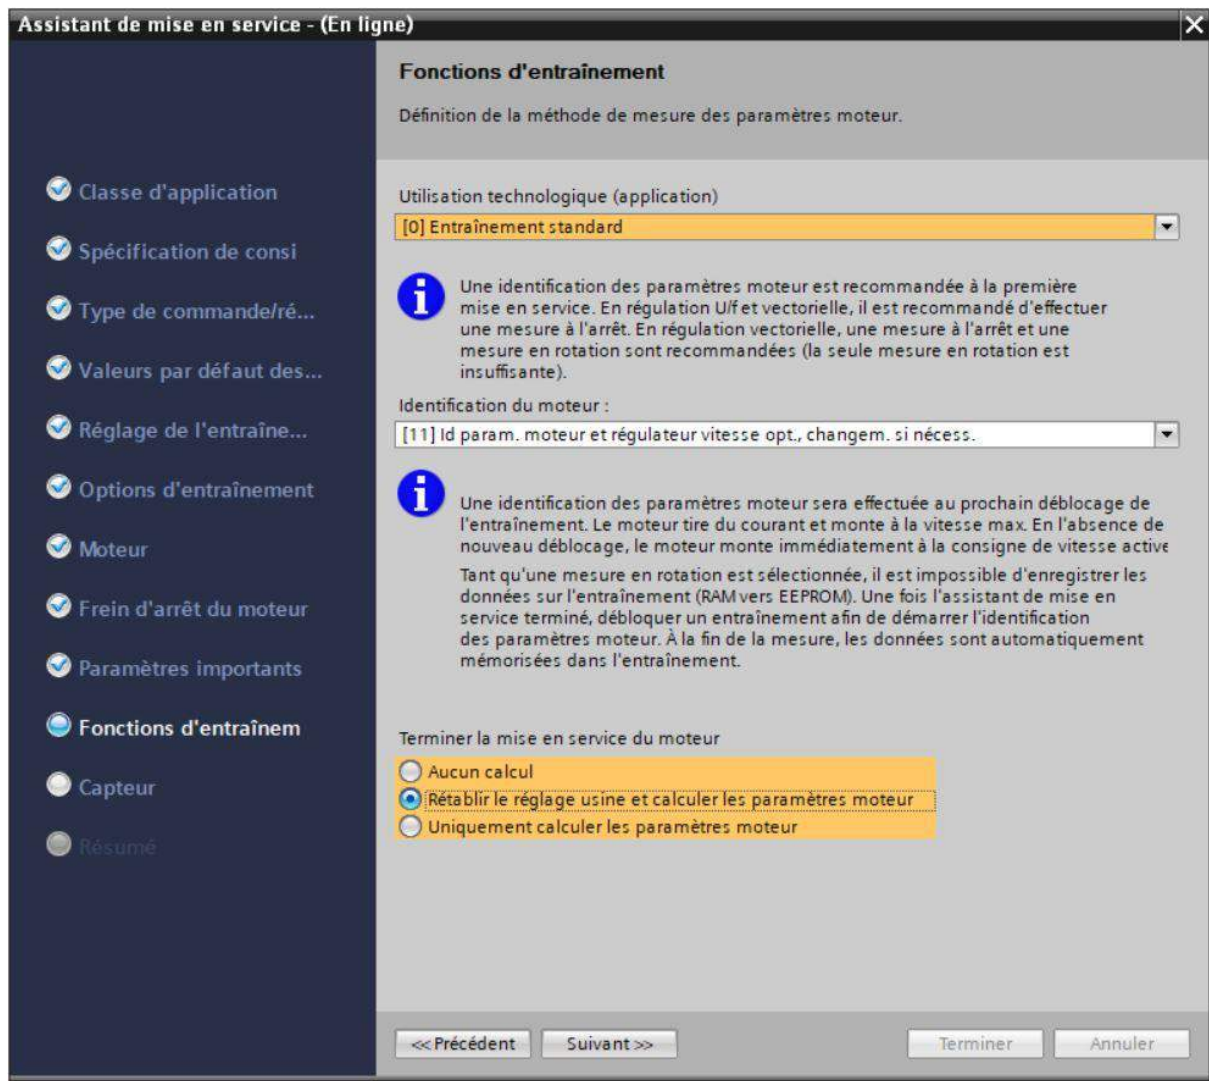 Assistant de mise en service - (En ligne)
Fonctions d'entraînement
Définition de la méthode de mesure des paramètres moteur.
Classe d'application
Spécification de consi
Type de commande/ré...
Valeurs par défaut des...
Réglage de l'entraîne...
Options d'entraînement
Moteur
Frein d'arrêt du moteur
Paramètres importants
Fonctions d'entraînem
Capteur
Résumé
Utilisation technologique (application)
[0] Entraînement standard
Une identification des paramètres moteur est recommandée à la première
mise en service. En régulation U/f et vectorielle, il est recommandé d'effectuer
une mesure à l'arrêt. En régulation vectorielle, une mesure à l'arrêt et une
mesure en rotation sont recommandées (la seule mesure en rotation est
insuffisante).
Identification du moteur :
[11] Id param. moteur et régulateur vitesse opt., changem. si nécess.
Une identification des paramètres moteur sera effectuée au prochain déblocage de
l'entraînement. Le moteur tire du courant et monte à la vitesse max. En l'absence de
nouveau déblocage, le moteur monte immédiatement à la consigne de vitesse active
Tant qu'une mesure en rotation est sélectionnée, il est impossible d'enregistrer les
données sur l'entraînement (RAM vers EEPROM). Une fois l'assistant de mise en
service terminé, débloquer un entraînement afin de démarrer l'identification
des paramètres moteur. À la fin de la mesure, les données sont automatiquement
mémorisées dans l'entraînement.
Terminer la mise en service du moteur
Aucun calcul
Rétablir le réglage usine et calculer les paramètres moteur
Uniquement calculer les paramètres moteur
<< Précédent Suivant >> Terminer Annuler